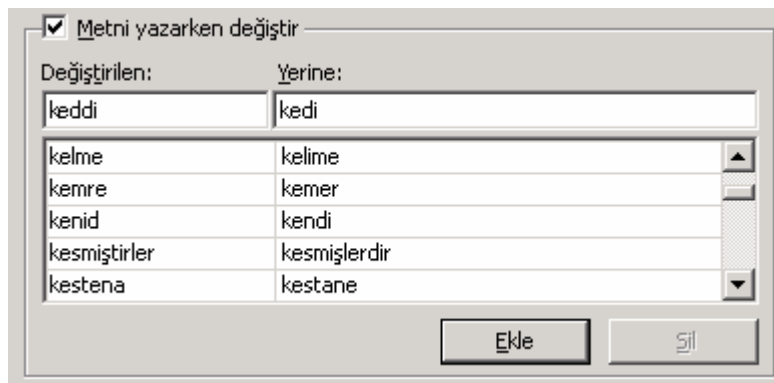 Metni yazarken değiştir
Değiştirilen: Yerine:
keddi kedi
kelme kelime
kemre kemer
kenid kendi
kesmiştirler kesmişlerdir
kestena kestane
Ekle Sil